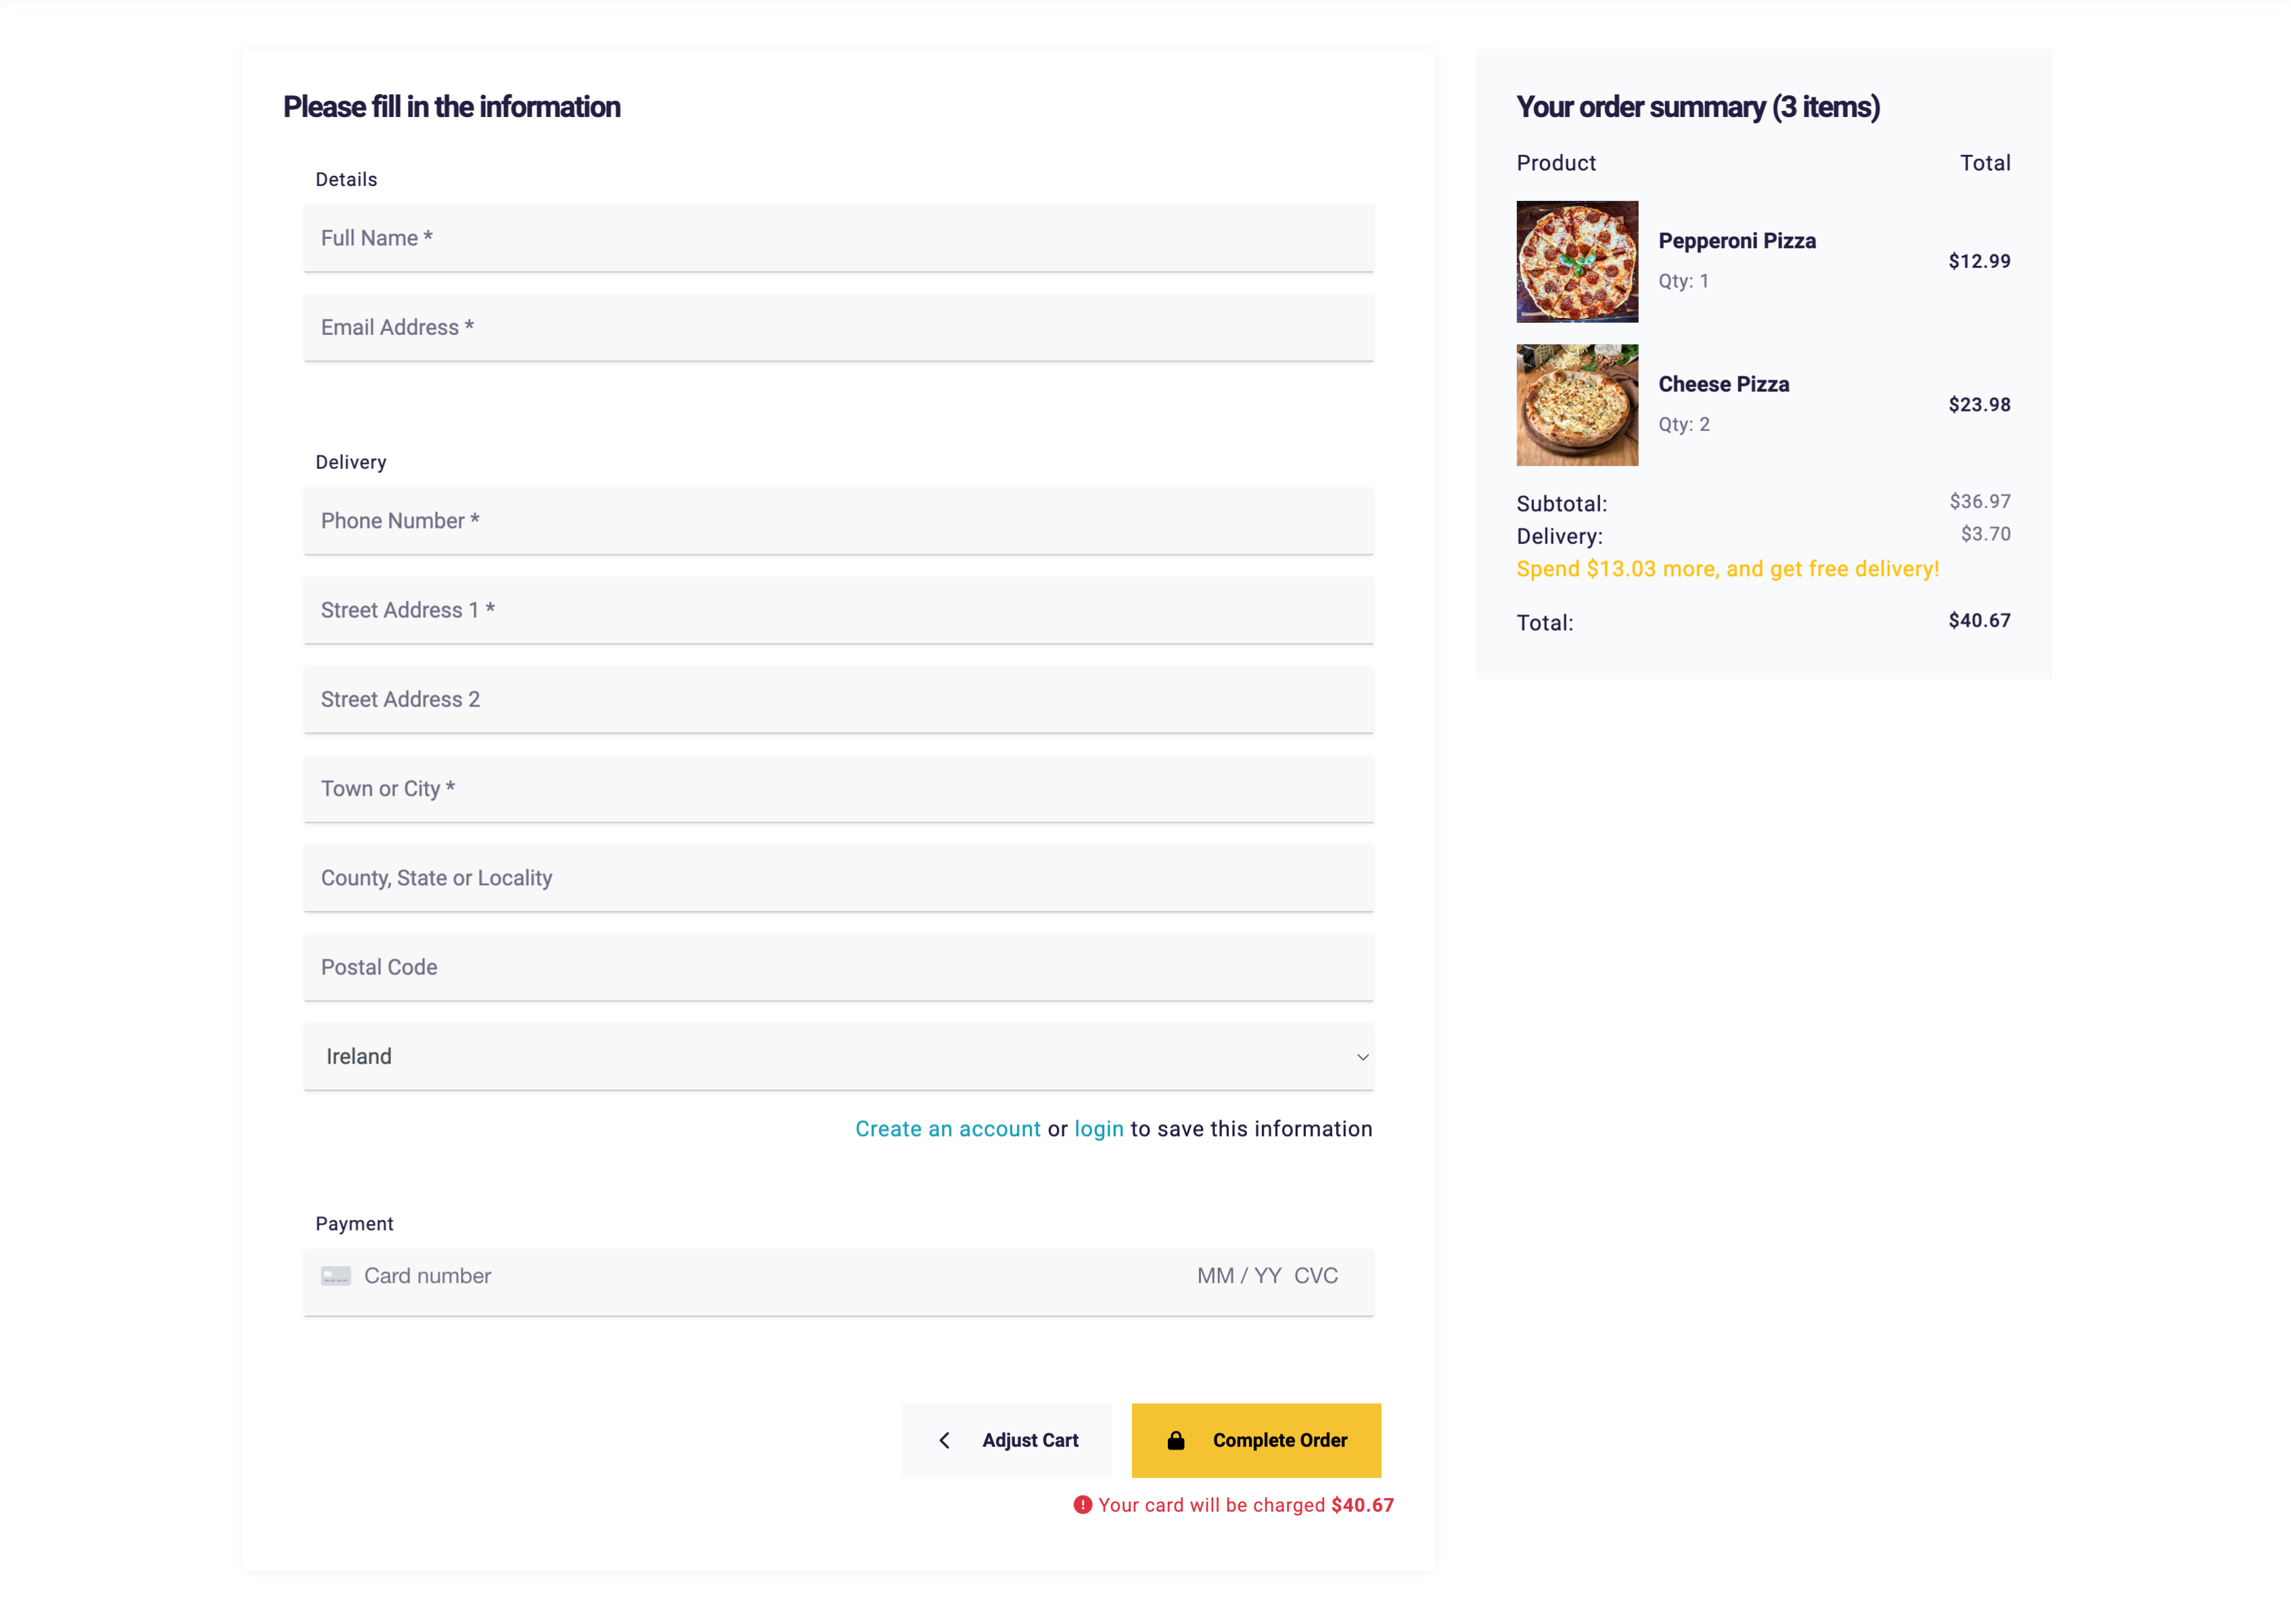 Please fill in the information
Details
Full Name *
Email Address *
Delivery
Phone Number *
Street Address 1 *
Street Address 2
Town or City *
County, State or Locality
Postal Code
Ireland
Create an account or login to save this information
Payment
Card number MM / YY CVC
Adjust Cart
Complete Order
Your card will be charged $40.67
Your order summary (3 items)
Product Total
Pepperoni Pizza
Qty: 1
$12.99
Cheese Pizza
Qty: 2
$23.98
Subtotal: $36.97
Delivery: $3.70
Spend $13.03 more, and get free delivery!
Total: $40.67